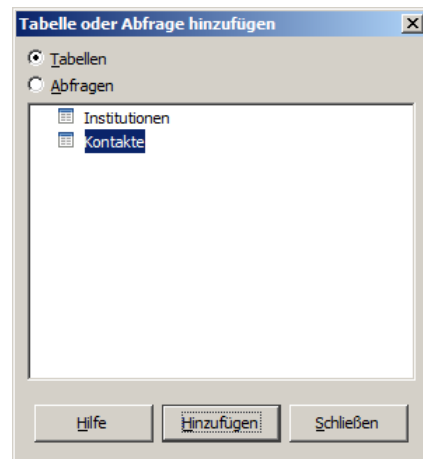 Tabelle oder Abfrage hinzufügen
Tabellen
Abfragen
Institutionen
Kontakte
Hilfe
Hinzufügen
Schließen